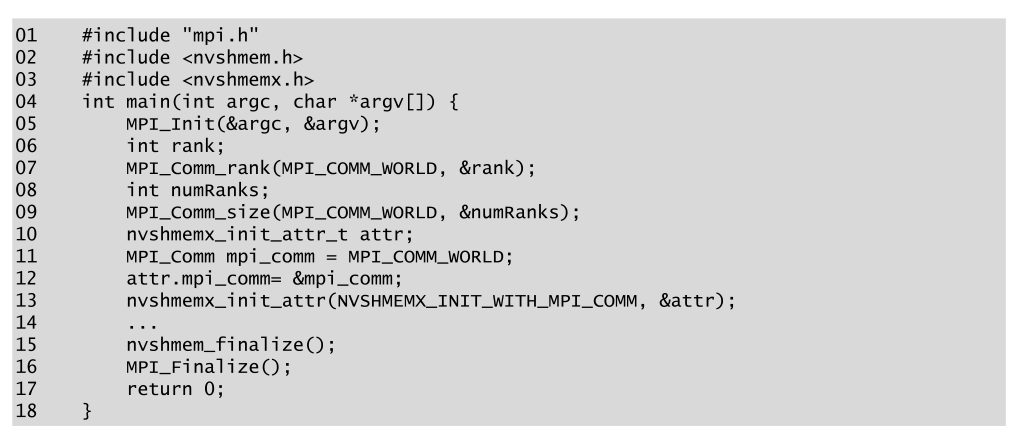 01 #include "mpi.h"
02 #include <nvshmem.h>
03 #include <nvshmemx.h>
04 int main(int argc, char *argv[]) {
05 MPI_Init(&argc, &argv);
06 int rank;
07 MPI_Comm_rank(MPI_COMM_WORLD, &rank);
08 int numRanks;
09 MPI_Comm_size(MPI_COMM_WORLD, &numRanks);
10 nvshmemx_init_attr_t attr;
11 MPI_Comm mpi_comm = MPI_COMM_WORLD;
12 attr.mpi_comm= &mpi_comm;
13 nvshmemx_init_attr(NVSHMEMX_INIT_WITH_MPI_COMM, &attr);
14 ...
15 nvshmem_finalize();
16 MPI_Finalize();
17 return 0;
18 }